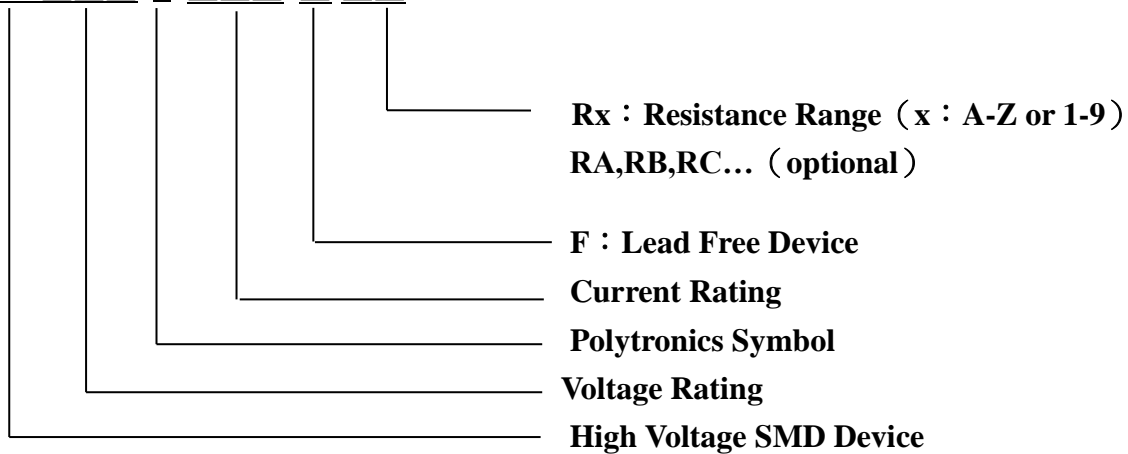 Rx：Resistance Range（x：A-Z or 1-9）
RA,RB,RC…（optional）
F：Lead Free Device
Current Rating
Polytronics Symbol
Voltage Rating
High Voltage SMD Device